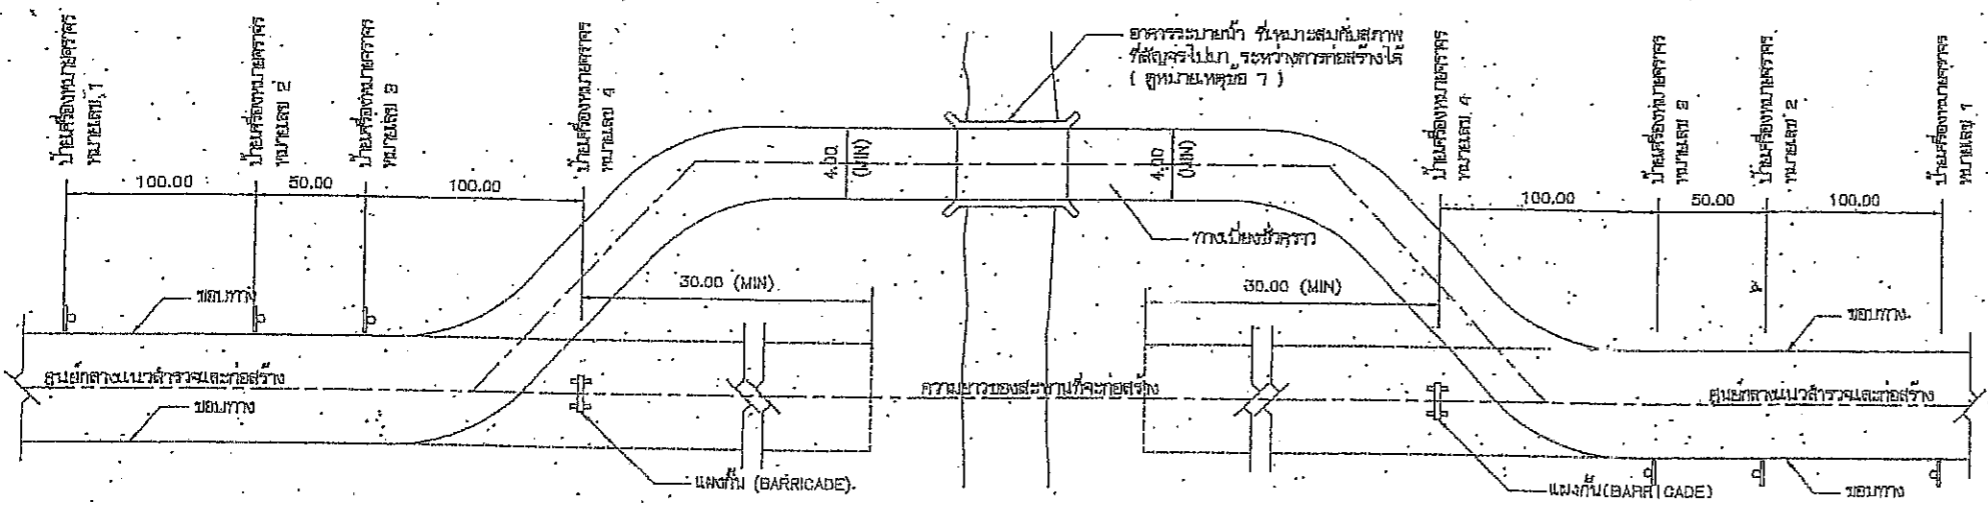 ป้ายเครื่องหมายจราจร
หมายเลข 1
ป้ายเครื่องหมายจราจร
หมายเลข 2
ป้ายเครื่องหมายจราจร
หมายเลข 3
ป้ายเครื่องหมายจราจร
หมายเลข 4
อาคารระบายน้ำ ที่เหมาะสมกับสภาพ
ที่สัญจรไปมา ระหว่างการก่อสร้างได้
( ดูหมายเหตุข้อ 7 )
ป้ายเครื่องหมายจราจร
หมายเลข 4
ป้ายเครื่องหมายจราจร
หมายเลข 3
ป้ายเครื่องหมายจราจร
หมายเลข 2
ป้ายเครื่องหมายจราจร
หมายเลข 1
100.00
50.00
100.00
4.00
(MIN)
4.00
(MIN)
100.00
50.00
100.00
ทางเบี่ยงชั่วคราว
30.00 (MIN)
30.00 (MIN)
ขอบทาง
ขอบทาง
ศูนย์กลางแนวสำรวจและก่อสร้าง
ความยาวของสะพานที่จะก่อสร้าง
ศูนย์กลางแนวสำรวจและก่อสร้าง
ขอบทาง
แผงกั้น (BARRICADE)
แผงกั้น(BARRICADE)
ขอบทาง